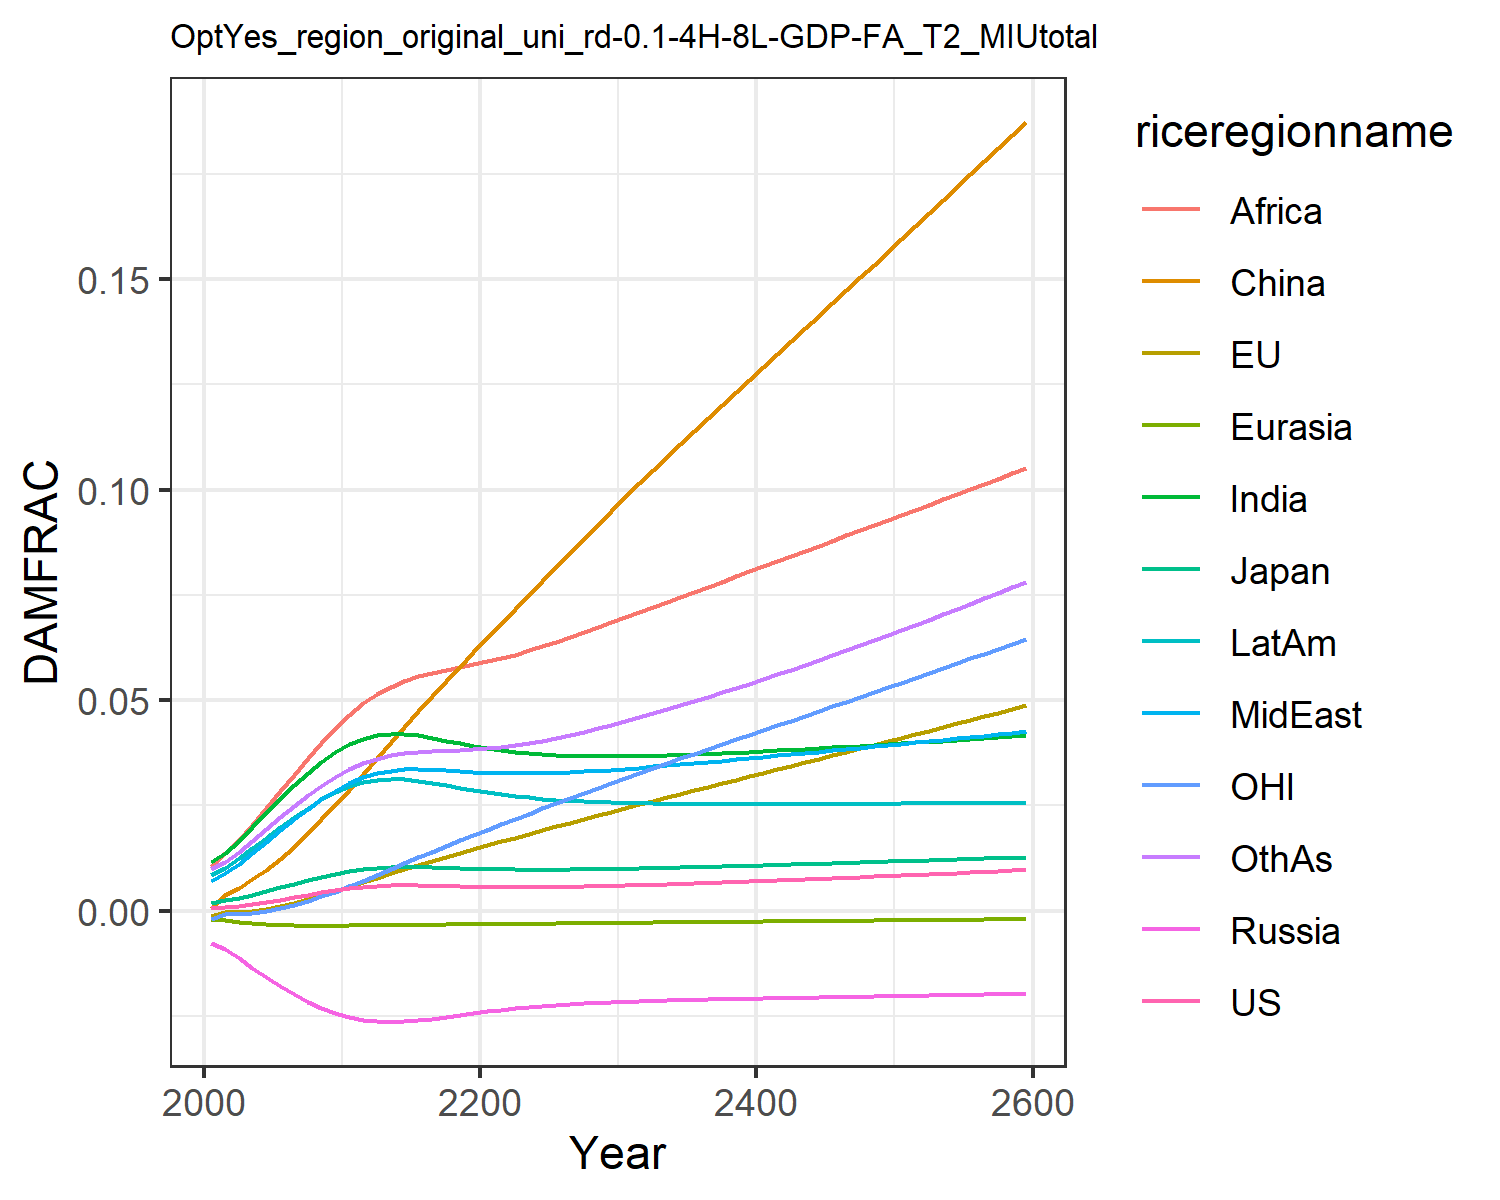 OptYes_region_original_uni_rd-0.1-4H-8L-GDP-FA_T2_MIUtotal
riceregionname
Africa
China
EU
Eurasia
India
Japan
LatAm
MidEast
OHI
OthAs
Russia
US
DAMFRAC
0.15
0.10
0.05
0.00
2000 2200 2400 2600
Year